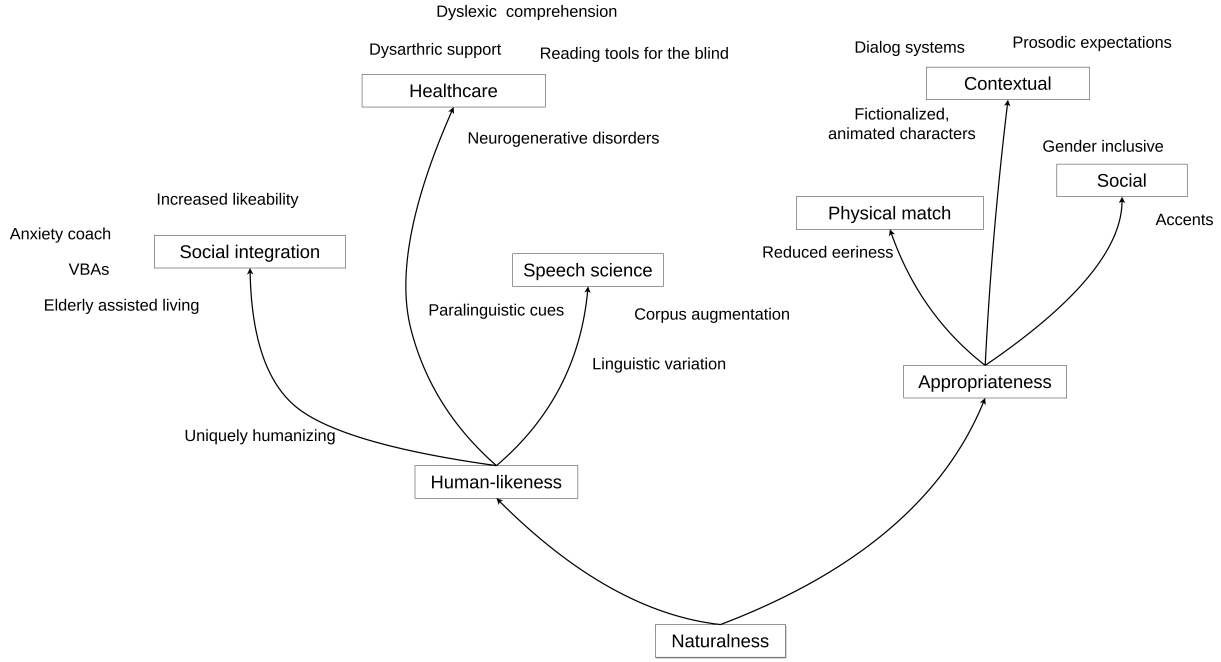 Dyslexic  comprehension
Dysarthric support
Reading tools for the blind
Healthcare
Neurogenerative disorders
Dialog systems
Prosodic expectations
Contextual
Fictionalized,
animated characters
Gender inclusive
Social
Accents
Physical match
Reduced eeriness
Increased likeability
Anxiety coach
Social integration
VBAs
Elderly assisted living
Speech science
Paralinguistic cues
Corpus augmentation
Linguistic variation
Appropriateness
Uniquely humanizing
Human-likeness
Naturalness